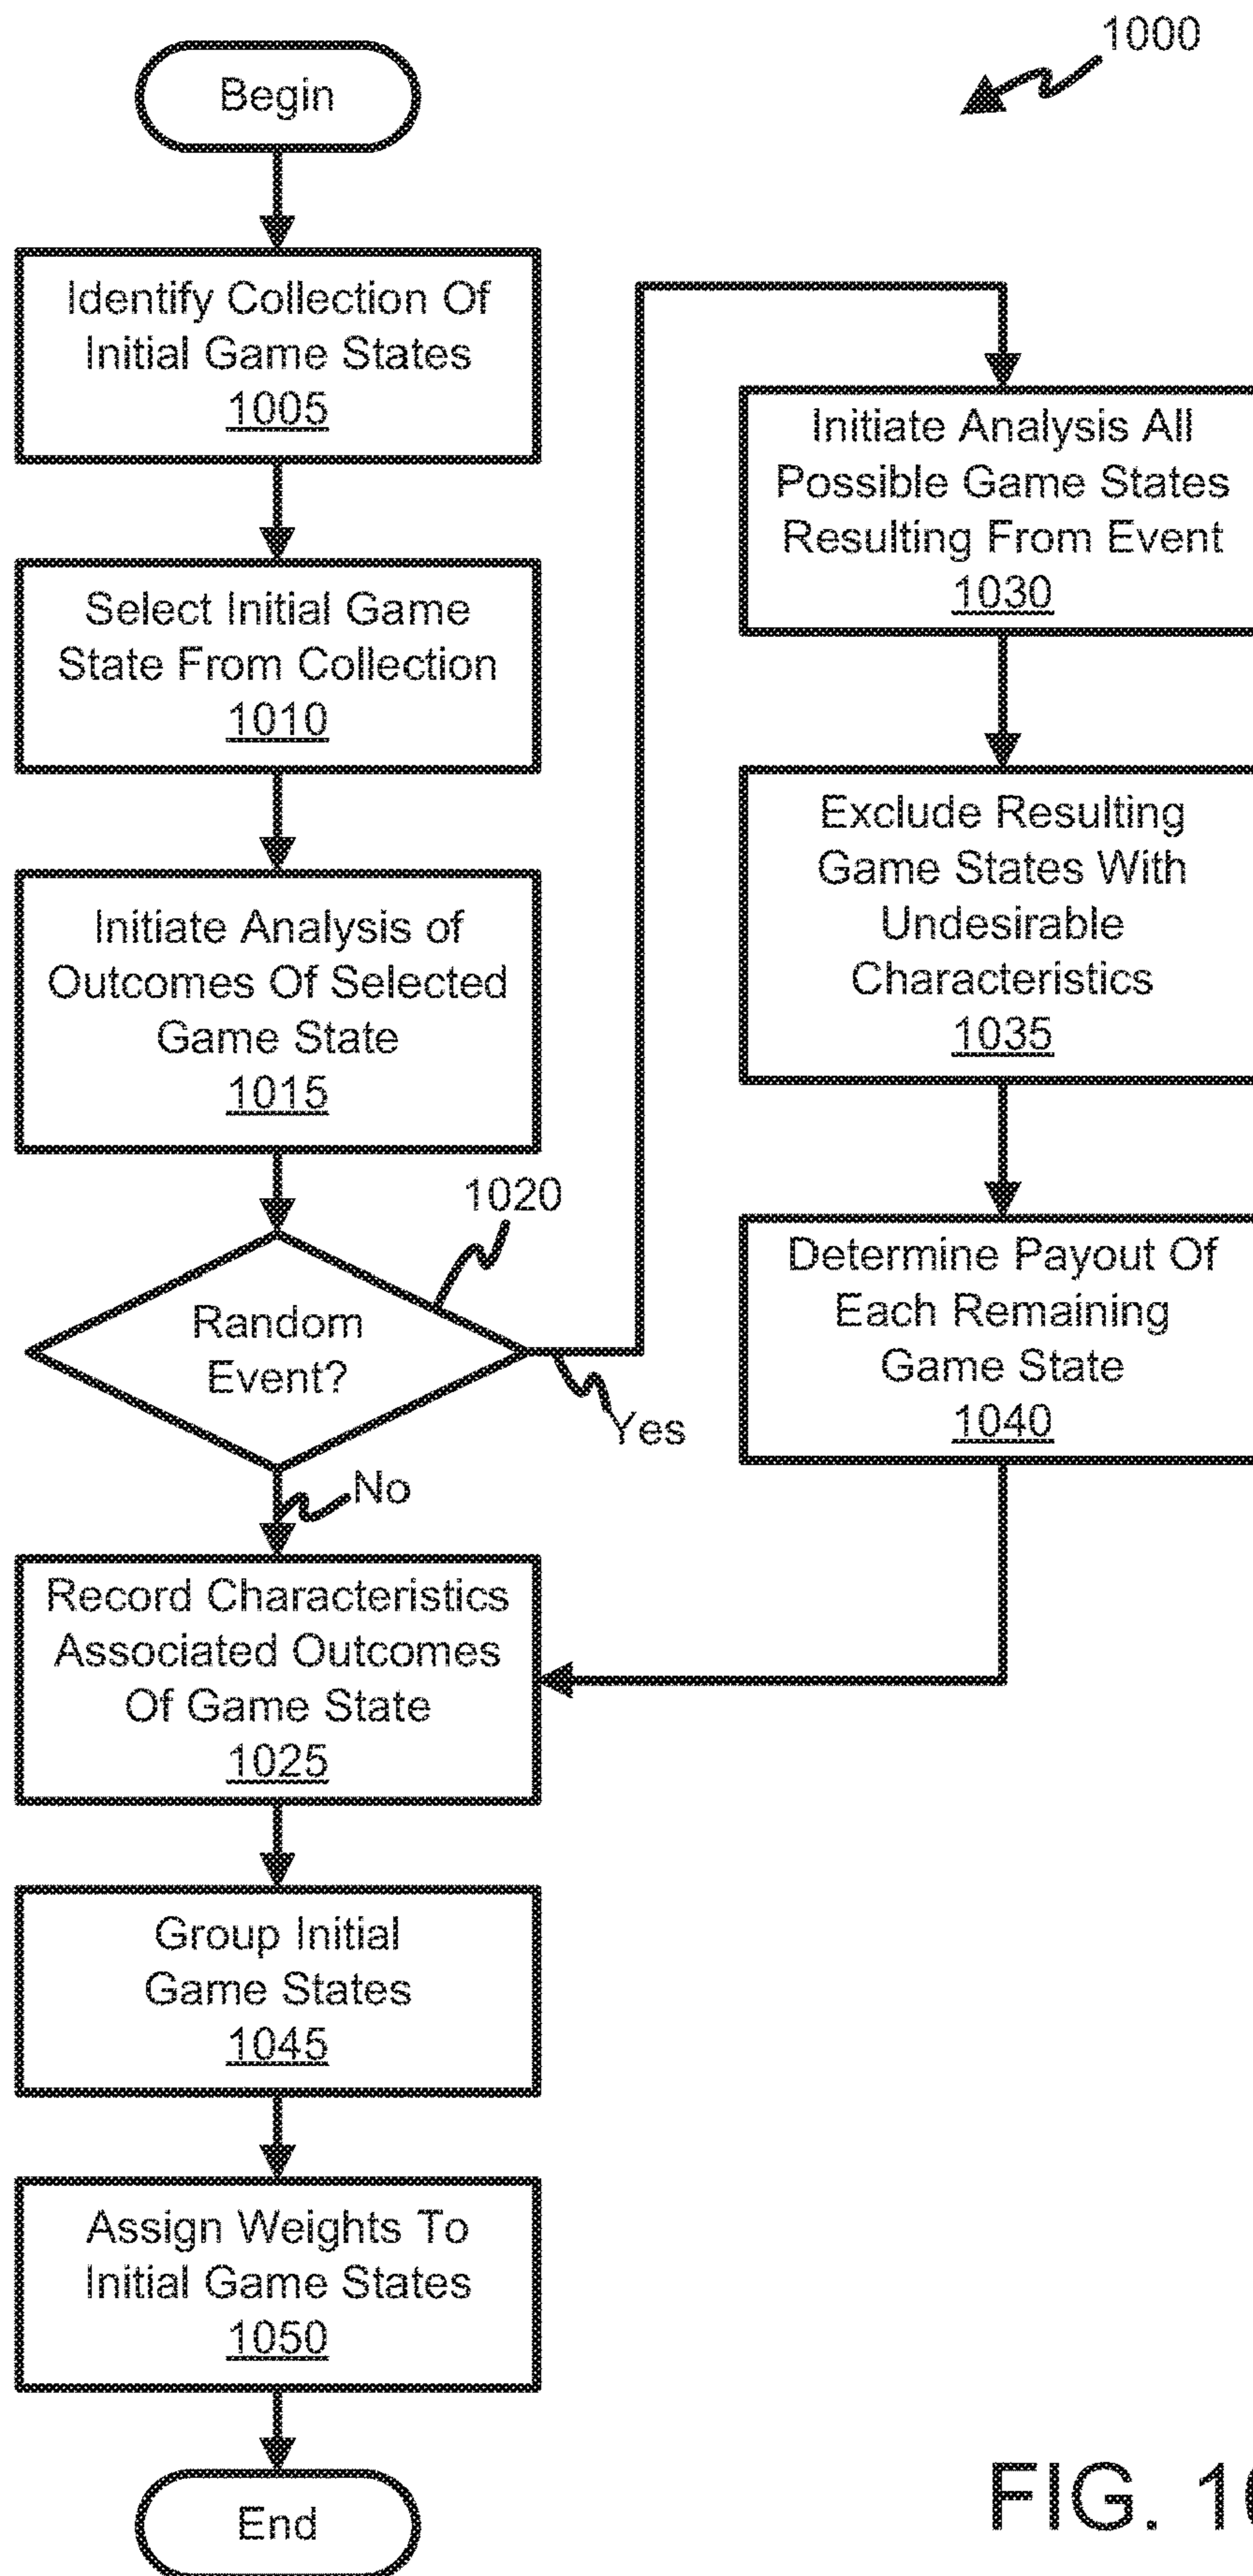 1000
Begin
Identify Collection Of
Initial Game States
1005
Select Initial Game
State From Collection
1010
Initiate Analysis of
Outcomes Of Selected
Game State
1015
1020
Random
Event?
Yes
No
Initiate Analysis All
Possible Game States
Resulting From Event
1030
Exclude Resulting
Game States With
Undesirable
Characteristics
1035
Determine Payout Of
Each Remaining
Game State
1040
Record Characteristics
Associated Outcomes
Of Game State
1025
Group Initial
Game States
1045
Assign Weights To
Initial Game States
1050
End
FIG. 10